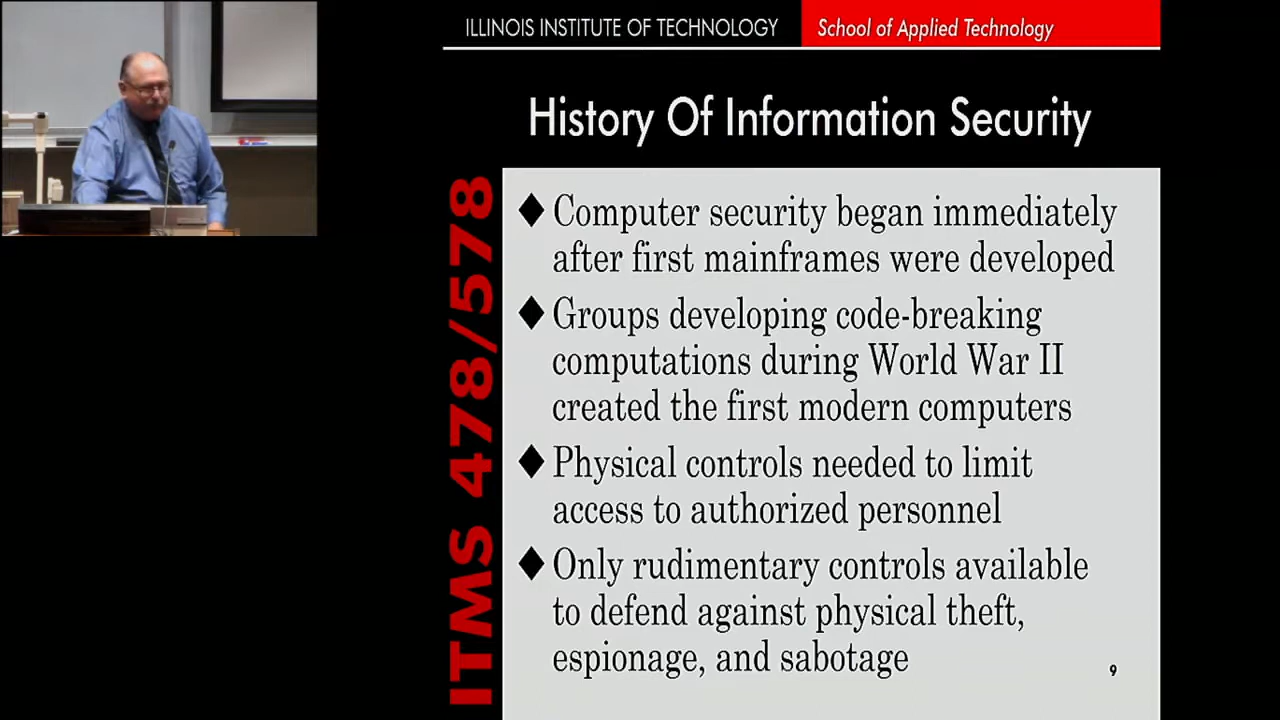 ILLINOIS INSTITUTE OF TECHNOLOGY School of Applied Technology
History Of Information Security
ITMS 478/578
♦Computer security began immediately
after first mainframes were developed
♦Groups developing code-breaking
computations during World War II
created the first modern computers
♦Physical controls needed to limit
access to authorized personnel
♦Only rudimentary controls available
to defend against physical theft,
espionage, and sabotage
9